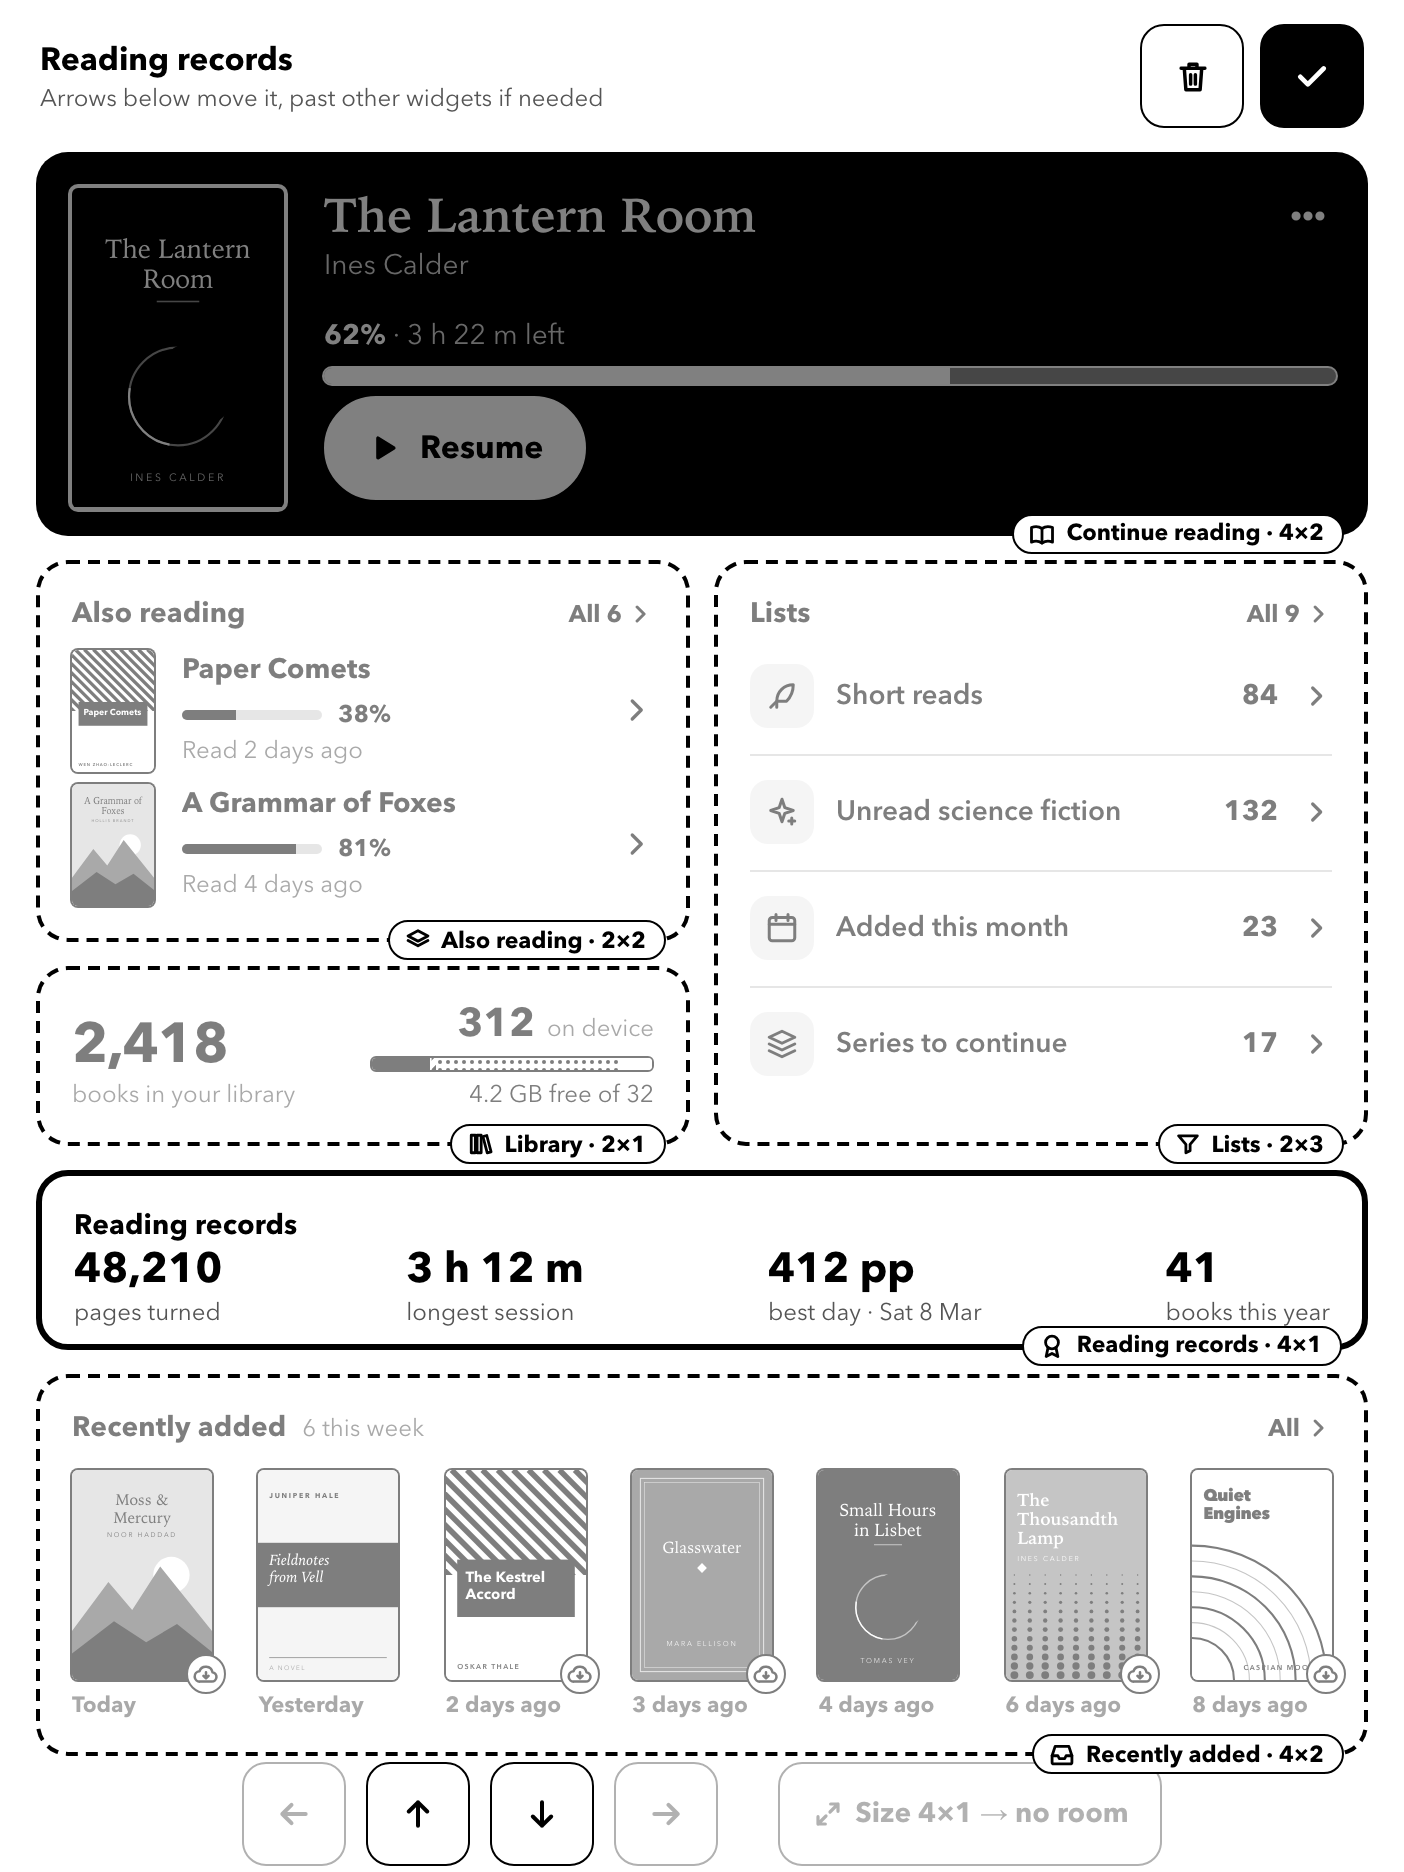 Reading records
Arrows below move it, past other widgets if needed
The Lantern
Room
INES CALDER
The Lantern Room
Ines Calder
62% · 3 h 22 m left
Resume
Continue reading · 4×2
Also reading
All 6
Paper Comets
WEN ZHAO-LECLERC
Paper Comets
38%
Read 2 days ago
A Grammar of
Foxes
HOLLIS BRANDT
A Grammar of Foxes
81%
Read 4 days ago
Also reading · 2×2
Lists
All 9
Short reads
84
Unread science fiction
132
Added this month
23
Series to continue
17
Lists · 2×3
2,418
books in your library
312 on device
4.2 GB free of 32
Library · 2×1
Reading records
48,210
pages turned
3 h 12 m
longest session
412 pp
best day · Sat 8 Mar
41
books this year
Reading records · 4×1
Recently added 6 this week
All
Moss &
Mercury
NOOR HADDAD
Today
JUNIPER HALE
Fieldnotes
from Vell
A NOVEL
Yesterday
The Kestrel
Accord
OSKAR THALE
2 days ago
Glasswater
MARA ELLISON
3 days ago
Small Hours
in Lisbet
TOMAS VEY
4 days ago
The
Thousandth
Lamp
INES CALDER
6 days ago
Quiet
Engines
CASPIAN
8 days ago
Recently added · 4×2
Size 4×1 → no room